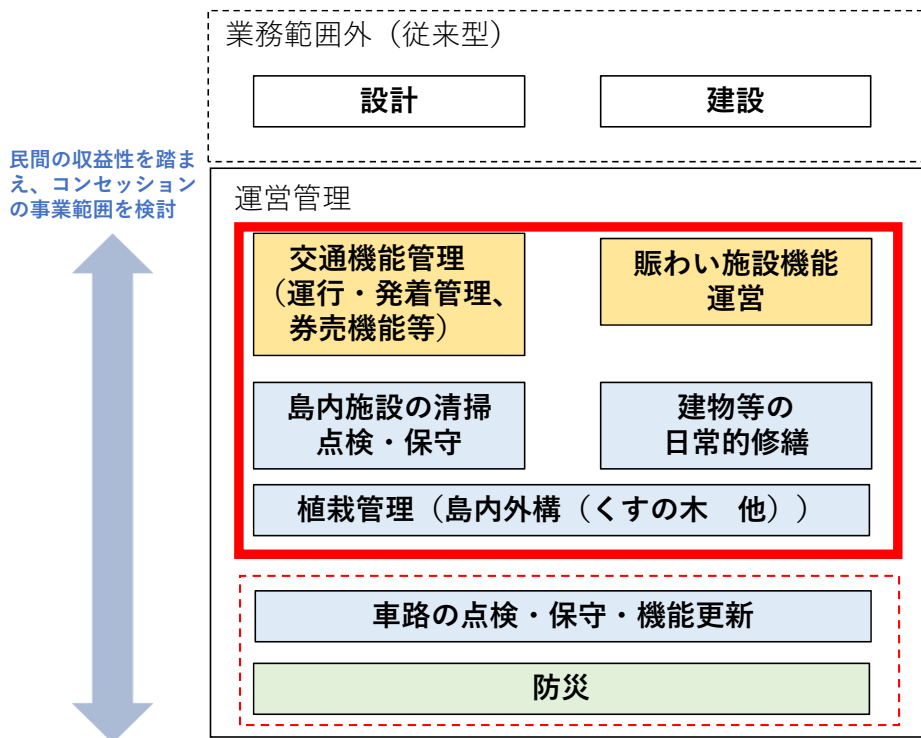 業務範囲外（従来型）
設計
建設
民間の収益性を踏ま
え、コンセッション
の事業範囲を検討
運営管理
交通機能管理
（運行・発着管理、
券売機能等）
賑わい施設機能
運営
島内施設の清掃
点検・保守
建物等の
日常的修繕
植栽管理（島内外構（くすの木　他））
車路の点検・保守・機能更新
防災